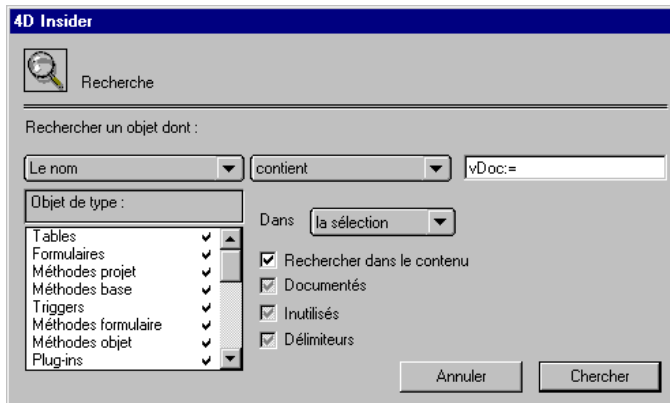 4D Insider
Recherche
Rechercher un objet dont :
Le nom contient vDoc:=
Objet de type :
Dans la sélection
Tables
Formulaires
Méthodes projet
Méthodes base
Triggers
Méthodes formulaire
Méthodes objet
Plug-ins
Rechercher dans le contenu
Documentés
Inutilisés
Délimiteurs
Annuler Chercher